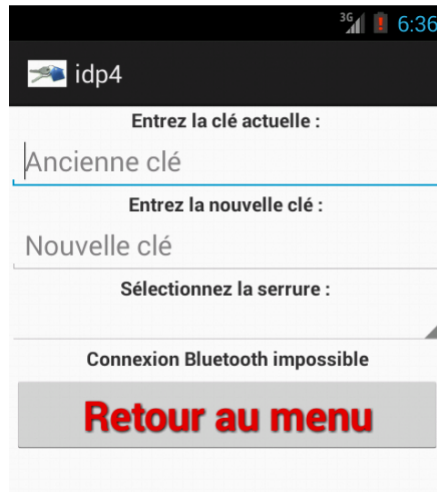 3G 6:36
idp4
Entrez la clé actuelle :
Ancienne clé
Entrez la nouvelle clé :
Nouvelle clé
Sélectionnez la serrure :
Connexion Bluetooth impossible
Retour au menu